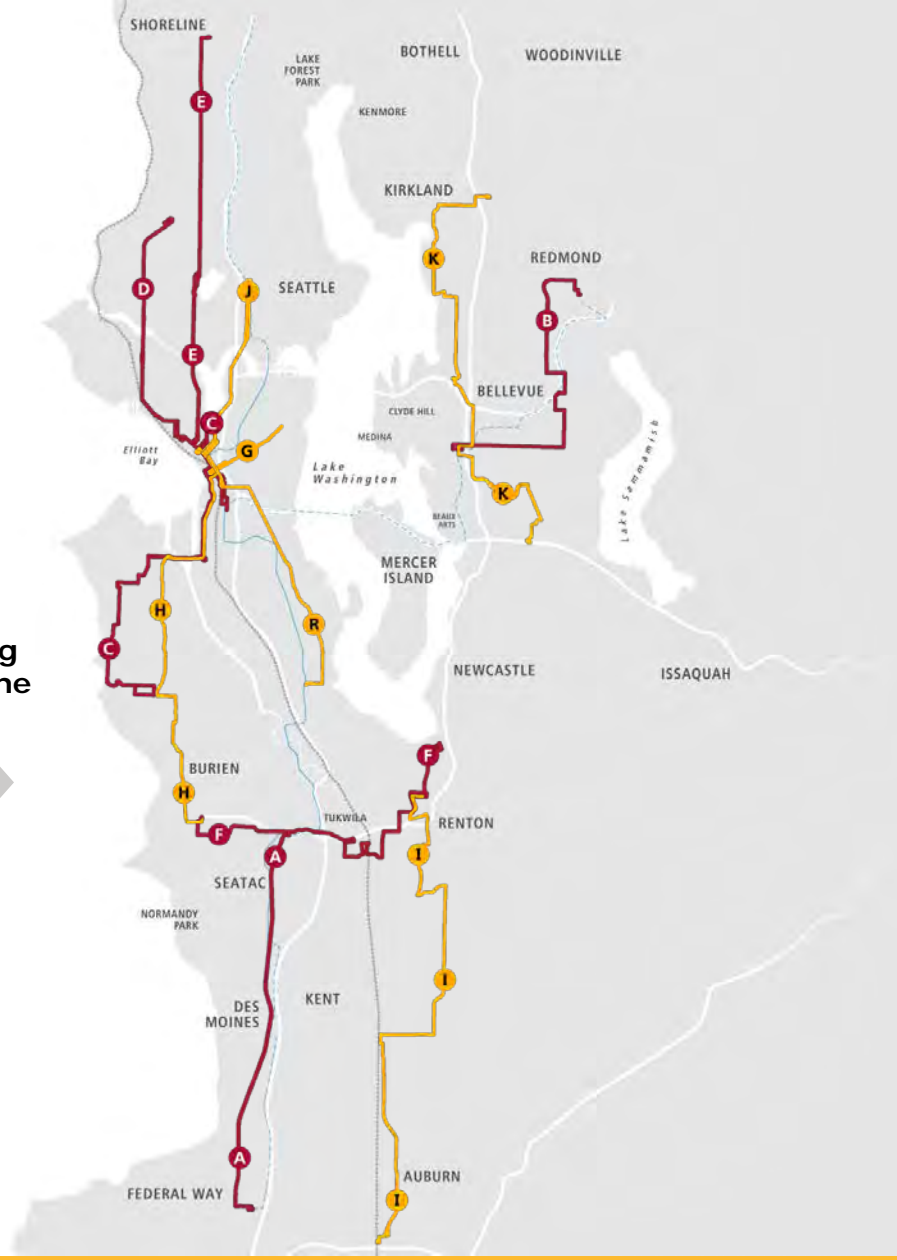 SHORELINE
BOTHELL
WOODINVILLE
LAKE
FOREST
PARK
E
KENMORE
KIRKLAND
K
REDMOND
D
J
SEATTLE
B
E
BELLEVUE
C
CLYDE HILL
MEDINA
G
Elliott
Bay
Lake
Washington
K
Lake Sammamish
BEAUX
ARTS
MERCER
ISLAND
H
R
C
g
ne
NEWCASTLE
ISSAQUAH
F
BURIEN
H
TUKWILA
RENTON
F
A
I
SEATAC
NORMANDY
PARK
I
KENT
DES
MOINES
A
AUBURN
FEDERAL WAY
I